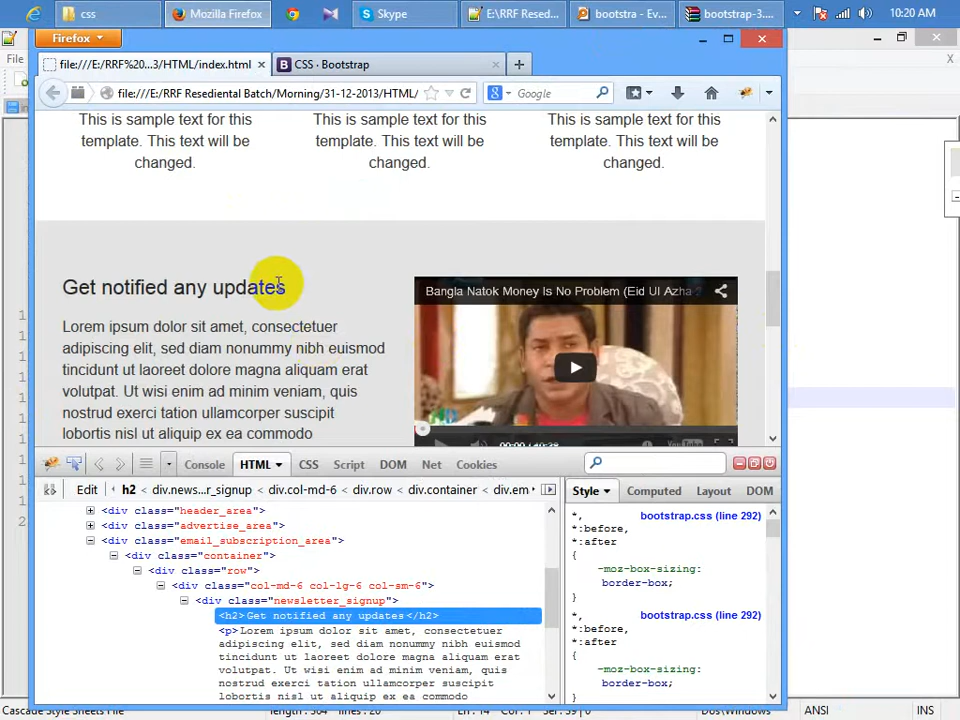 css
Mozilla Firefox
Skype
E:\RRF Resed...
bootstra - Ev...
bootstrap-3....
10:20 AM
Firefox
File
file:///E:/RRF%20...3/HTML/index.html
CSS · Bootstrap
X
file:///E:/RRF Resedential Batch/Morning/31-12-2013/HTML/
Google
This is sample text for this
template. This text will be
changed.
This is sample text for this
template. This text will be
changed.
This is sample text for this
template. This text will be
changed.
Get notified any updates
Lorem ipsum dolor sit amet, consectetuer
adipiscing elit, sed diam nonummy nibh euismod
tincidunt ut laoreet dolore magna aliquam erat
volutpat. Ut wisi enim ad minim veniam, quis
nostrud exerci tation ullamcorper suscipit
lobortis nisl ut aliquip ex ea commodo
Bangla Natok Money Is No Problem (Eid Ul Azha
Console HTML CSS Script DOM Net Cookies
Edit h2 < div.news...r_signup < div.col-md-6 < div.row < div.container < div.em
Style Computed Layout DOM
<div class="header_area">
<div class="advertise_area">
<div class="email_subscription_area">
<div class="container">
<div class="row">
<div class="col-md-6 col-lg-6 col-sm-6">
<div class="newsletter_signup">
<h2>Get notified any updates</h2>
<p>Lorem ipsum dolor sit amet, consectetuer
adipiscing elit, sed diam nonummy nibh euismod
tincidunt ut laoreet dolore magna aliquam erat
volutpat. Ut wisi enim ad minim veniam, quis
nostrud exerci tation ullamcorper suscipit
lobortis nisl ut aliquip ex ea commodo
*, bootstrap.css (line 292)
*:before,
*:after
{
-moz-box-sizing:
border-box;
}
*, bootstrap.css (line 292)
*:before,
*:after
{
-moz-box-sizing:
border-box;
}
Cascade Style Sheets File
length : 304 lines : 20
Ln : 14 Col : 1 Sel : 39 | 0
Dos\Windows
ANSI
INS